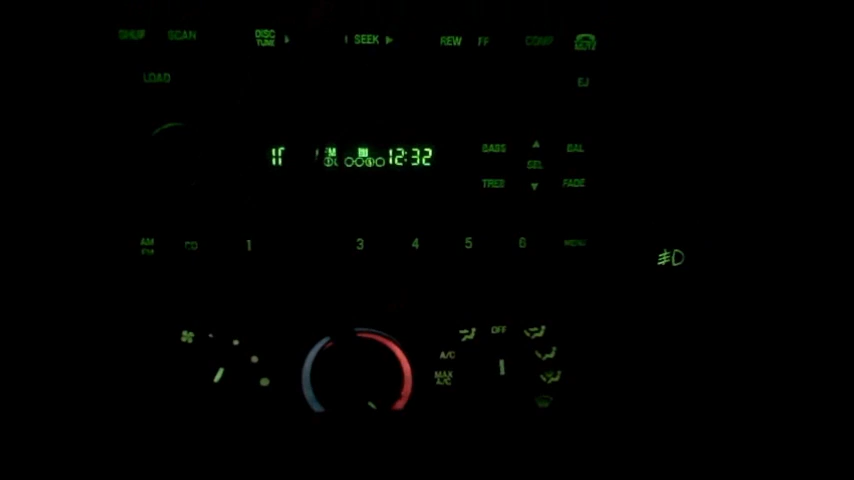 SHUF SCAN DISC TUNE SEEK REW FF COMP
LOAD EJ
12:32
BASS SEL BAL
TREB FADE
AM FM CD 1 3 4 5 6 MENU
OFF
A/C
MAX A/C